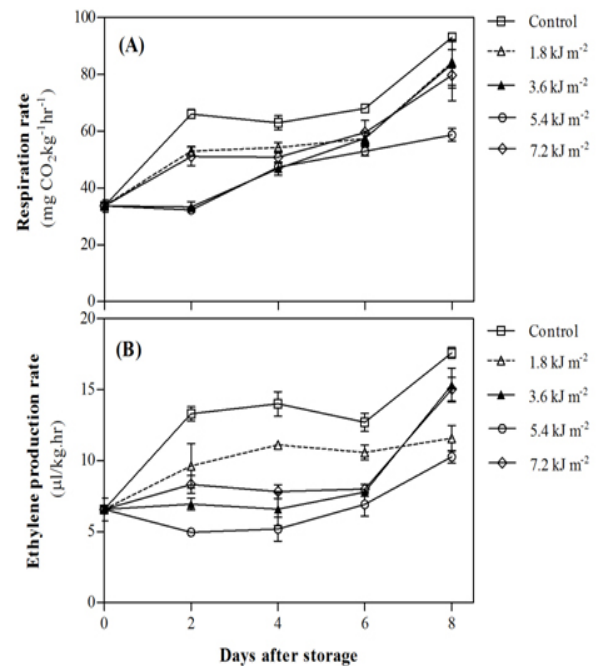 (A)
Respiration rate
(mg CO₂kg⁻¹hr⁻¹)
100
80
60
40
20
0
Control
1.8 kJ m⁻²
3.6 kJ m⁻²
5.4 kJ m⁻²
7.2 kJ m⁻²
(B)
Ethylene production rate
(µl/kg.hr)
20
15
10
5
0
Control
1.8 kJ m⁻²
3.6 kJ m⁻²
5.4 kJ m⁻²
7.2 kJ m⁻²
0 2 4 6 8
Days after storage